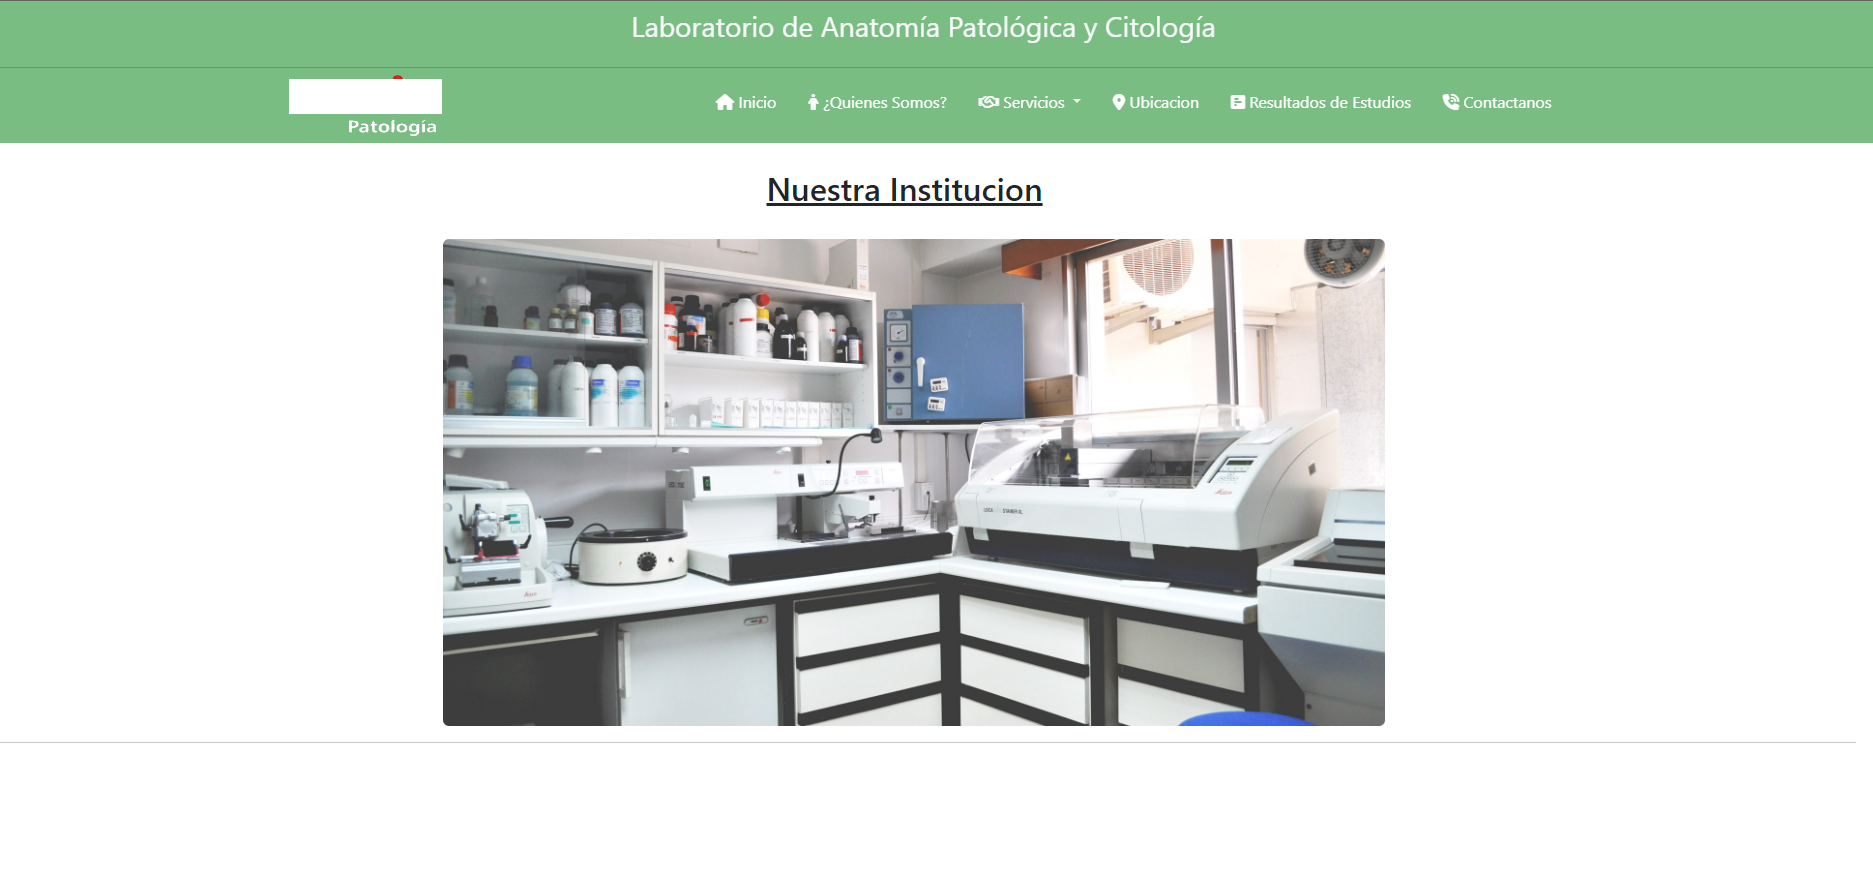 Laboratorio de Anatomía Patológica y Citología
Patología
Inicio
¿Quienes Somos?
Servicios
Ubicacion
Resultados de Estudios
Contactanos
Nuestra Institucion